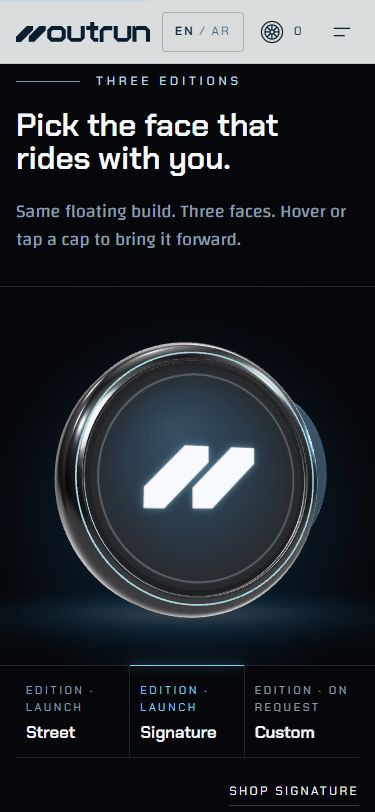 outrun
EN / AR
0
THREE EDITIONS
Pick the face that
rides with you.
Same floating build. Three faces. Hover or
tap a cap to bring it forward.
EDITION ·
LAUNCH
Street
EDITION ·
LAUNCH
Signature
EDITION · ON
REQUEST
Custom
SHOP SIGNATURE